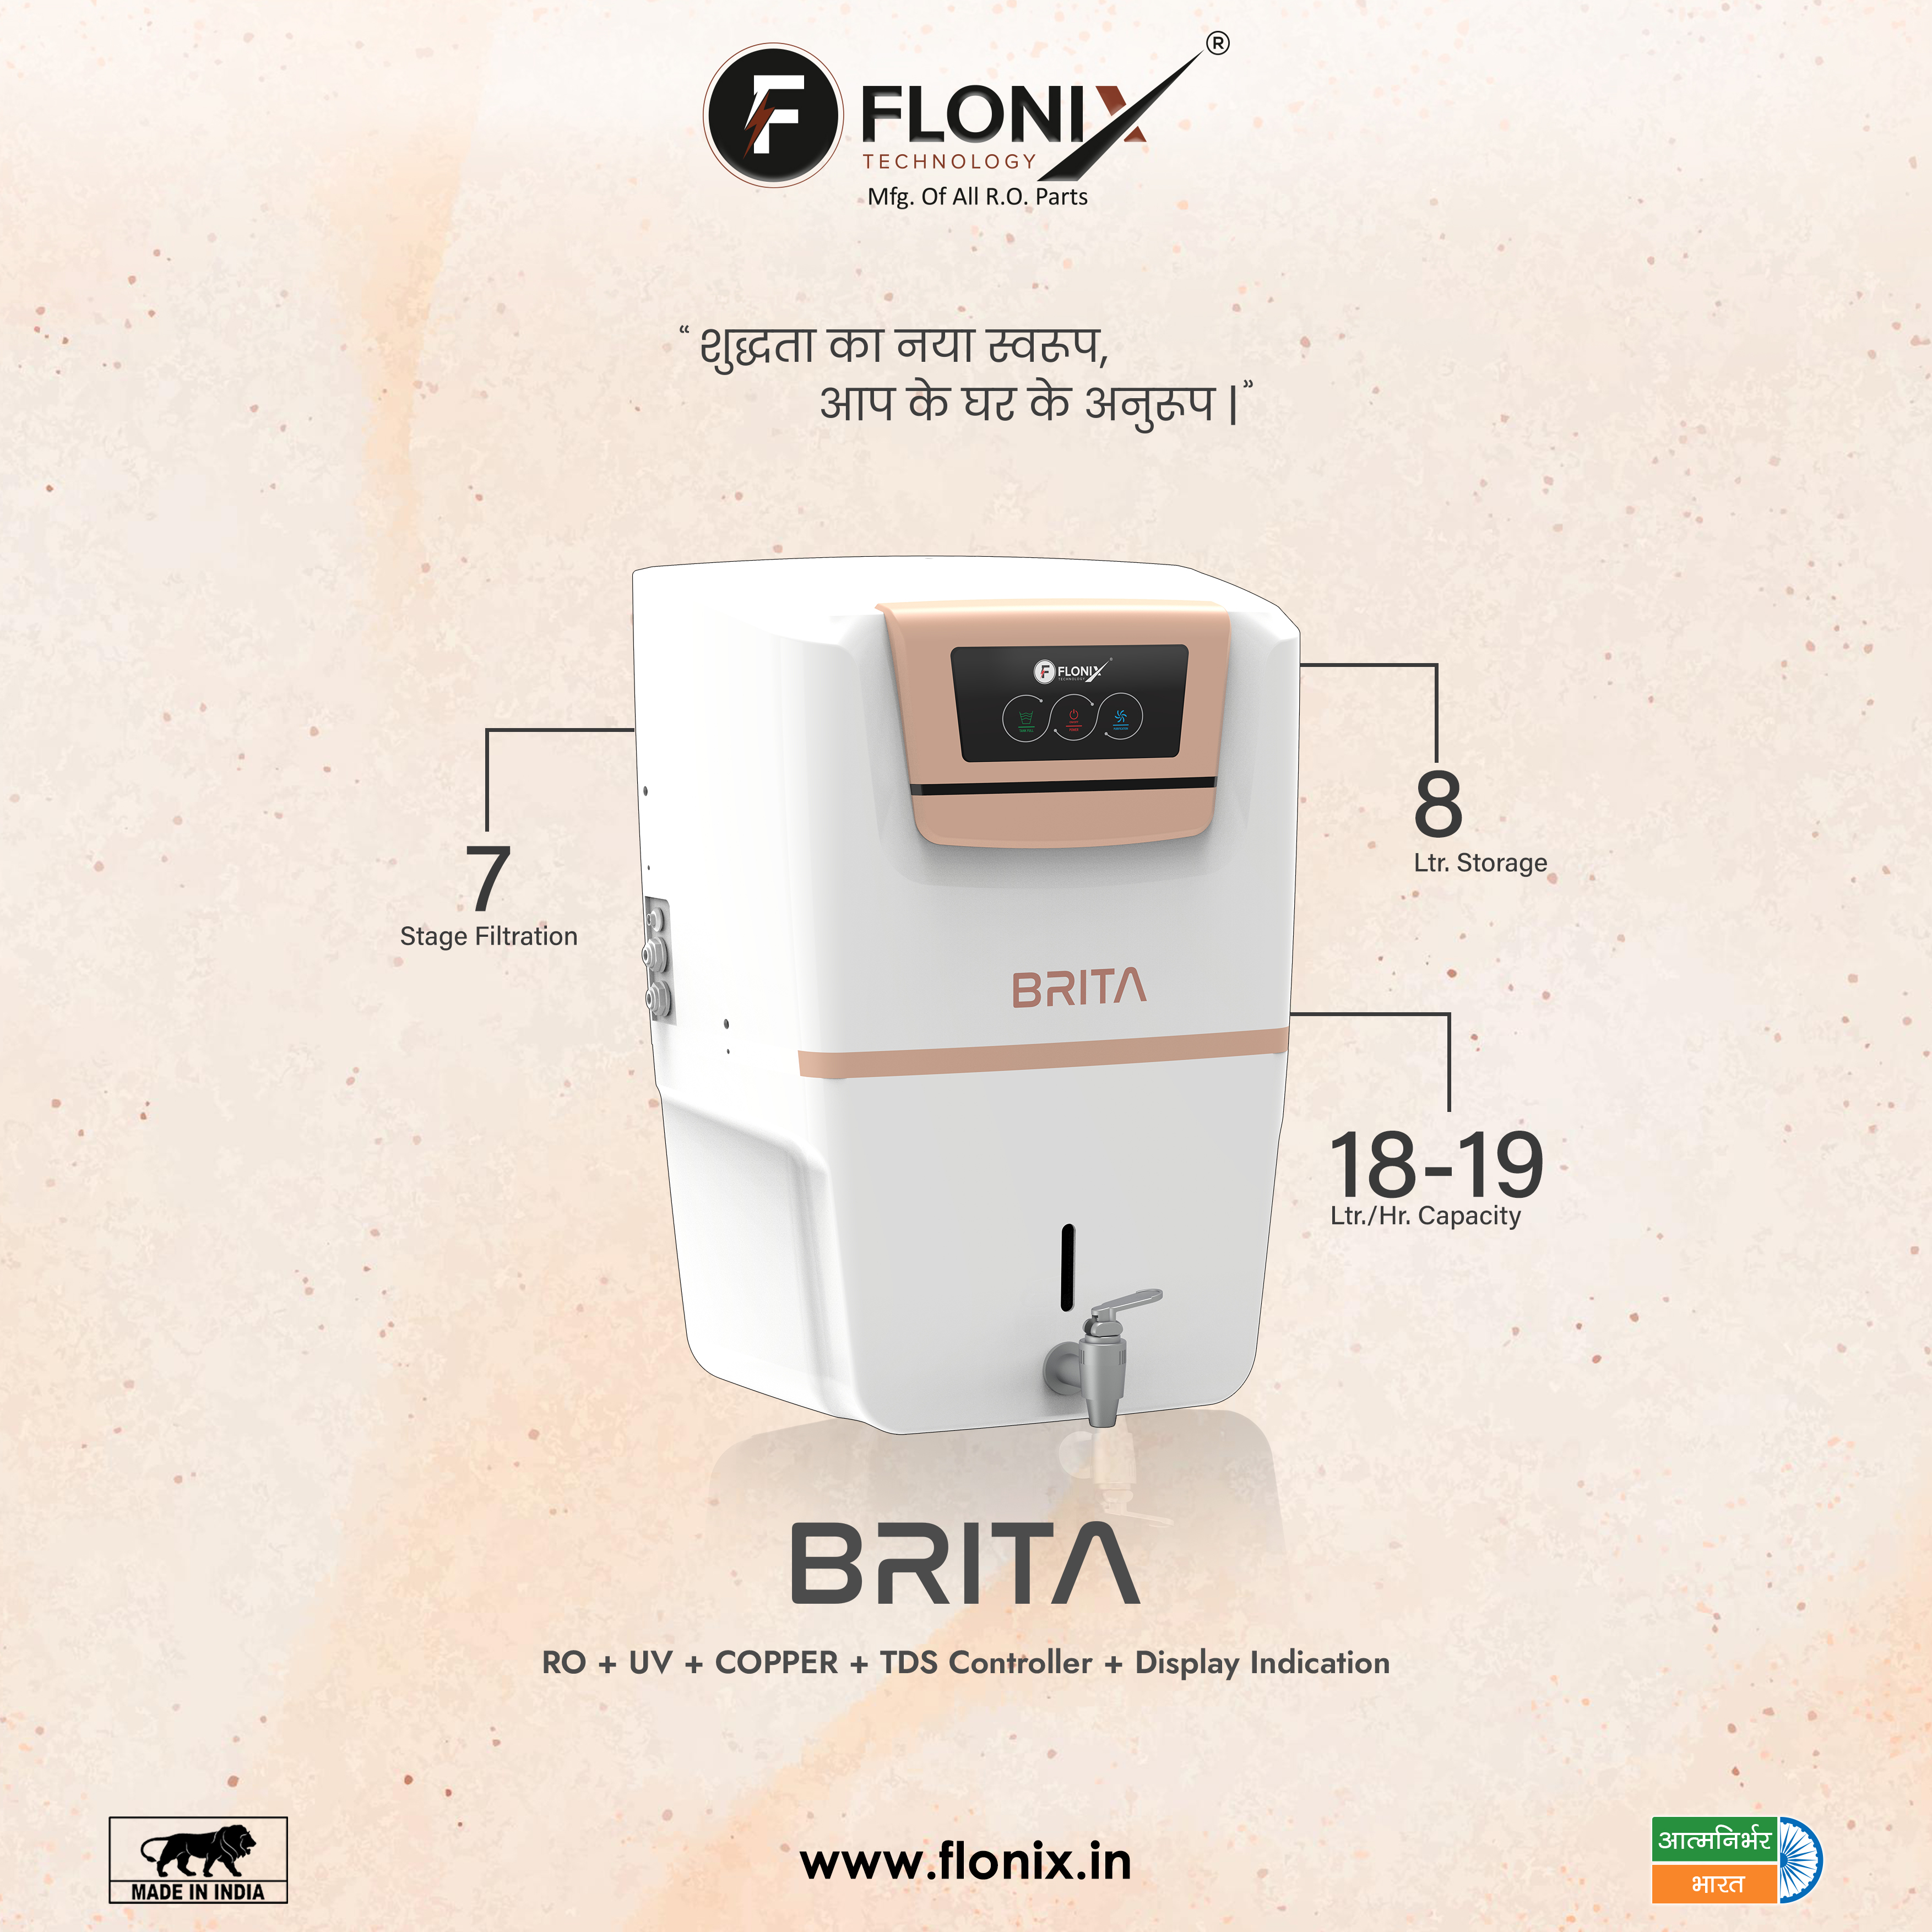 F FLONIX ®
TECHNOLOGY
Mfg. Of All R.O. Parts
“ शुद्धता का नया स्वरूप,
आप के घर के अनुरूप |”
F FLONIX
TECHNOLOGY
8
Ltr. Storage
7
Stage Filtration
BRITA
18-19
Ltr./Hr. Capacity
BRITA
RO + UV + COPPER + TDS Controller + Display Indication
MADE IN INDIA
www.flonix.in
आत्मनिर्भर
भारत